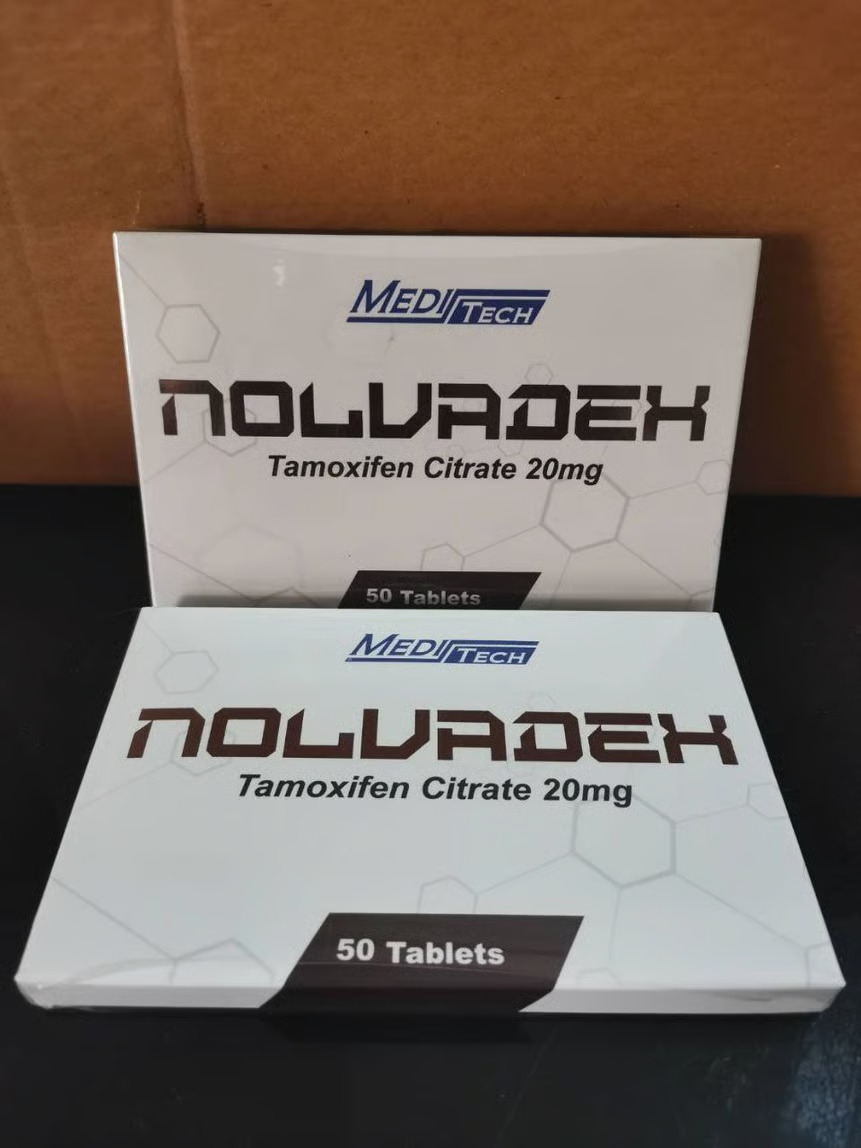 MEDITECH
NOLVADEX
Tamoxifen Citrate 20mg
50 Tablets
MEDITECH
NOLVADEX
Tamoxifen Citrate 20mg
50 Tablets